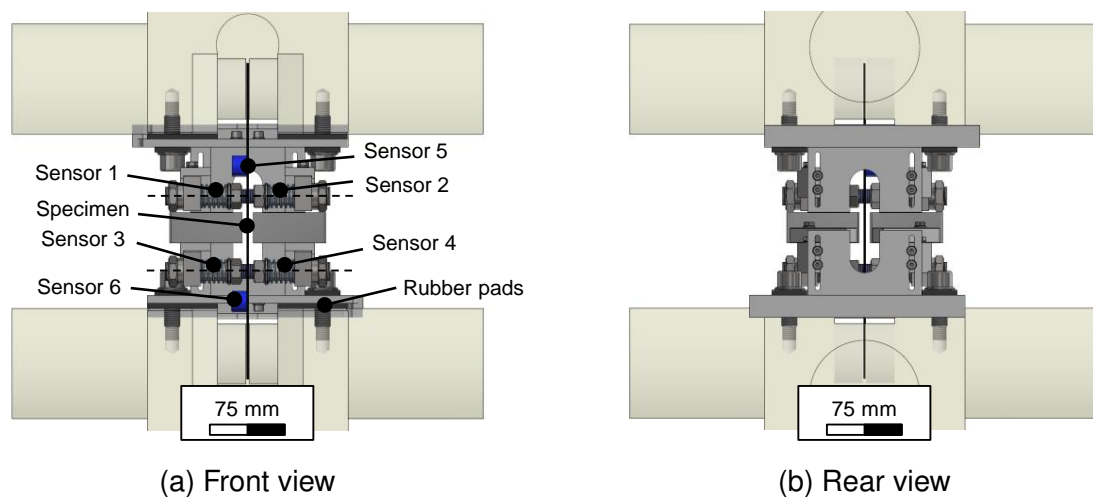 Sensor 5
Sensor 1
Sensor 2
Specimen
Sensor 3
Sensor 4
Sensor 6
Rubber pads
75 mm
75 mm
(a) Front view
(b) Rear view